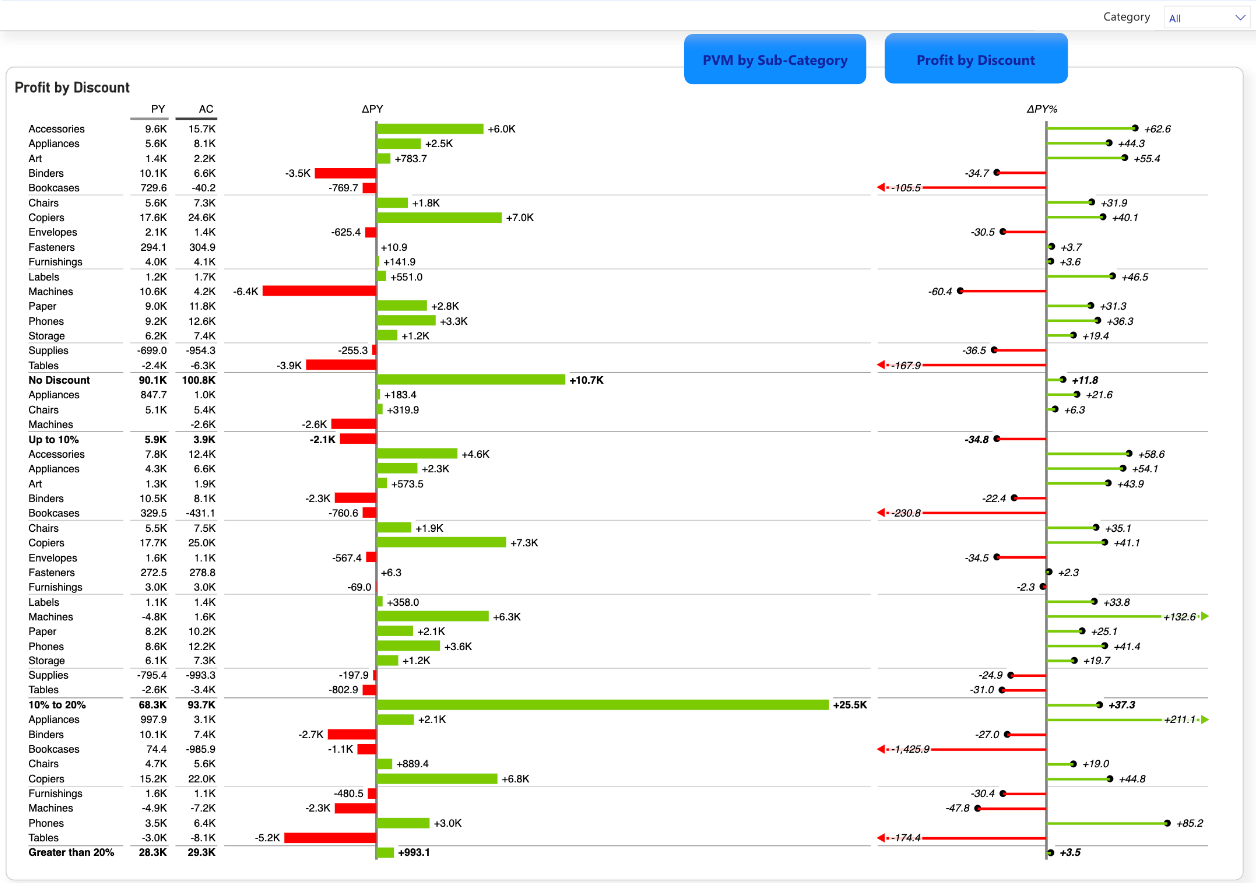 Category All
PVM by Sub-Category Profit by Discount
Profit by Discount
PY AC ΔPY ΔPY%
Accessories 9.6K 15.7K +6.0K +62.6
Appliances 5.6K 8.1K +2.5K +44.3
Art 1.4K 2.2K +783.7 +55.4
Binders 10.1K 6.6K -3.5K -34.7
Bookcases 729.6 -40.2 -769.7 -105.5
Chairs 5.6K 7.3K +1.8K +31.9
Copiers 17.6K 24.6K +7.0K +40.1
Envelopes 2.1K 1.4K -625.4 -30.5
Fasteners 294.1 304.9 +10.9 +3.7
Furnishings 4.0K 4.1K +141.9 +3.6
Labels 1.2K 1.7K +551.0 +46.5
Machines 10.6K 4.2K -6.4K -60.4
Paper 9.0K 11.8K +2.8K +31.3
Phones 9.2K 12.6K +3.3K +36.3
Storage 6.2K 7.4K +1.2K +19.4
Supplies -699.0 -954.3 -255.3 -36.5
Tables -2.4K -6.3K -3.9K -167.9
No Discount 90.1K 100.8K +10.7K +11.8
Appliances 847.7 1.0K +183.4 +21.6
Chairs 5.1K 5.4K +319.9 +6.3
Machines -2.6K -2.6K
Up to 10% 5.9K 3.9K -2.1K -34.8
Accessories 7.8K 12.4K +4.6K +58.6
Appliances 4.3K 6.6K +2.3K +54.1
Art 1.3K 1.9K +573.5 +43.9
Binders 10.5K 8.1K -2.3K -22.4
Bookcases 329.5 -431.1 -760.6 -230.8
Chairs 5.5K 7.5K +1.9K +35.1
Copiers 17.7K 25.0K +7.3K +41.1
Envelopes 1.6K 1.1K -567.4 -34.5
Fasteners 272.5 278.8 +6.3 +2.3
Furnishings 3.0K 3.0K -69.0 -2.3
Labels 1.1K 1.4K +358.0 +33.8
Machines -4.8K 1.6K +6.3K +132.6
Paper 8.2K 10.2K +2.1K +25.1
Phones 8.6K 12.2K +3.6K +41.4
Storage 6.1K 7.3K +1.2K +19.7
Supplies -795.4 -993.3 -197.9 -24.9
Tables -2.6K -3.4K -802.9 -31.0
10% to 20% 68.3K 93.7K +25.5K +37.3
Appliances 997.9 3.1K +2.1K +211.1
Binders 10.1K 7.4K -2.7K -27.0
Bookcases 74.4 -985.9 -1.1K -1,425.9
Chairs 4.7K 5.6K +889.4 +19.0
Copiers 15.2K 22.0K +6.8K +44.8
Furnishings 1.6K 1.1K -480.5 -30.4
Machines -4.9K -7.2K -2.3K -47.8
Phones 3.5K 6.4K +3.0K +85.2
Tables -3.0K -8.1K -5.2K -174.4
Greater than 20% 28.3K 29.3K +993.1 +3.5